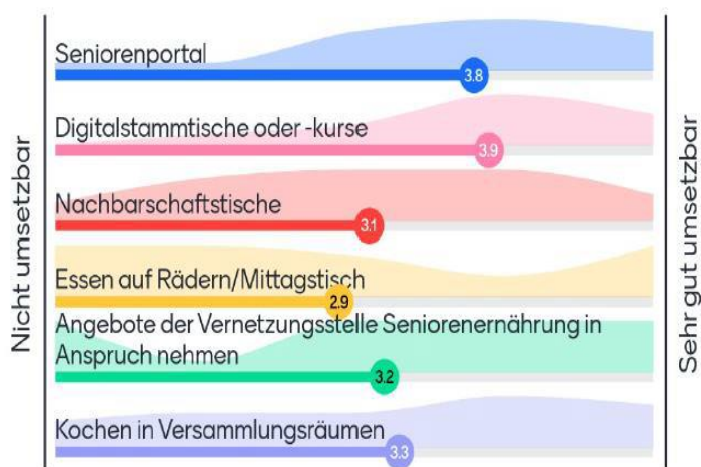 Nicht umsetzbar
Seniorenportal
3.8
Digitalstammtische oder -kurse
3.9
Nachbarschaftstische
3.1
Essen auf Rädern/Mittagstisch
2.9
Angebote der Vernetzungsstelle Seniorenernährung in
Anspruch nehmen
3.2
Kochen in Versammlungsräumen
3.3
Sehr gut umsetzbar